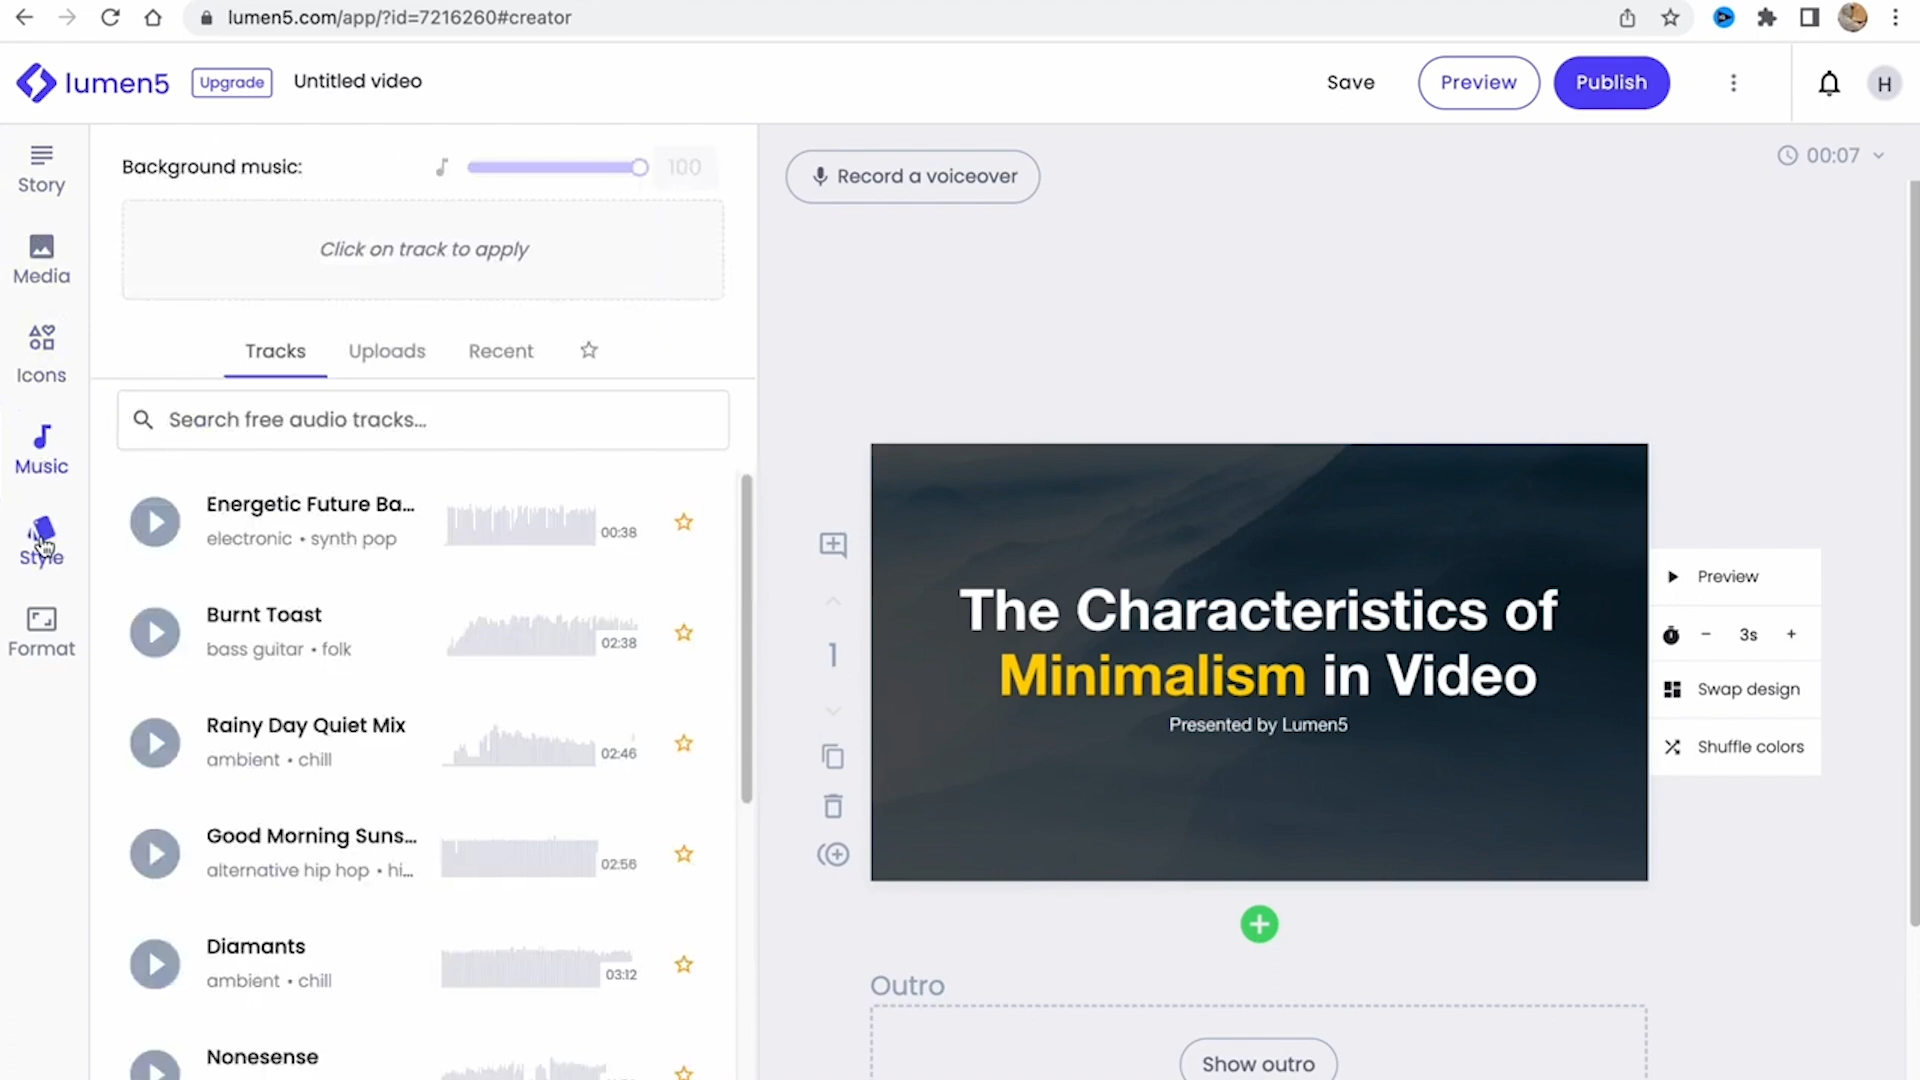 lumen5.com/app/?id=7216260#creator
lumen5
Upgrade
Untitled video
Save
Preview
Publish
H
Story
Media
Icons
Music
Style
Format
Background music:
100
Click on track to apply
Tracks
Uploads
Recent
Search free audio tracks...
Energetic Future Ba...
electronic • synth pop
00:38
Burnt Toast
bass guitar • folk
02:38
Rainy Day Quiet Mix
ambient • chill
02:46
Good Morning Suns...
alternative hip hop • hi...
02:56
Diamants
ambient • chill
03:12
Nonesense
Record a voiceover
00:07
1
The Characteristics of
Minimalism in Video
Presented by Lumen5
Preview
3s
Swap design
Shuffle colors
Outro
Show outro